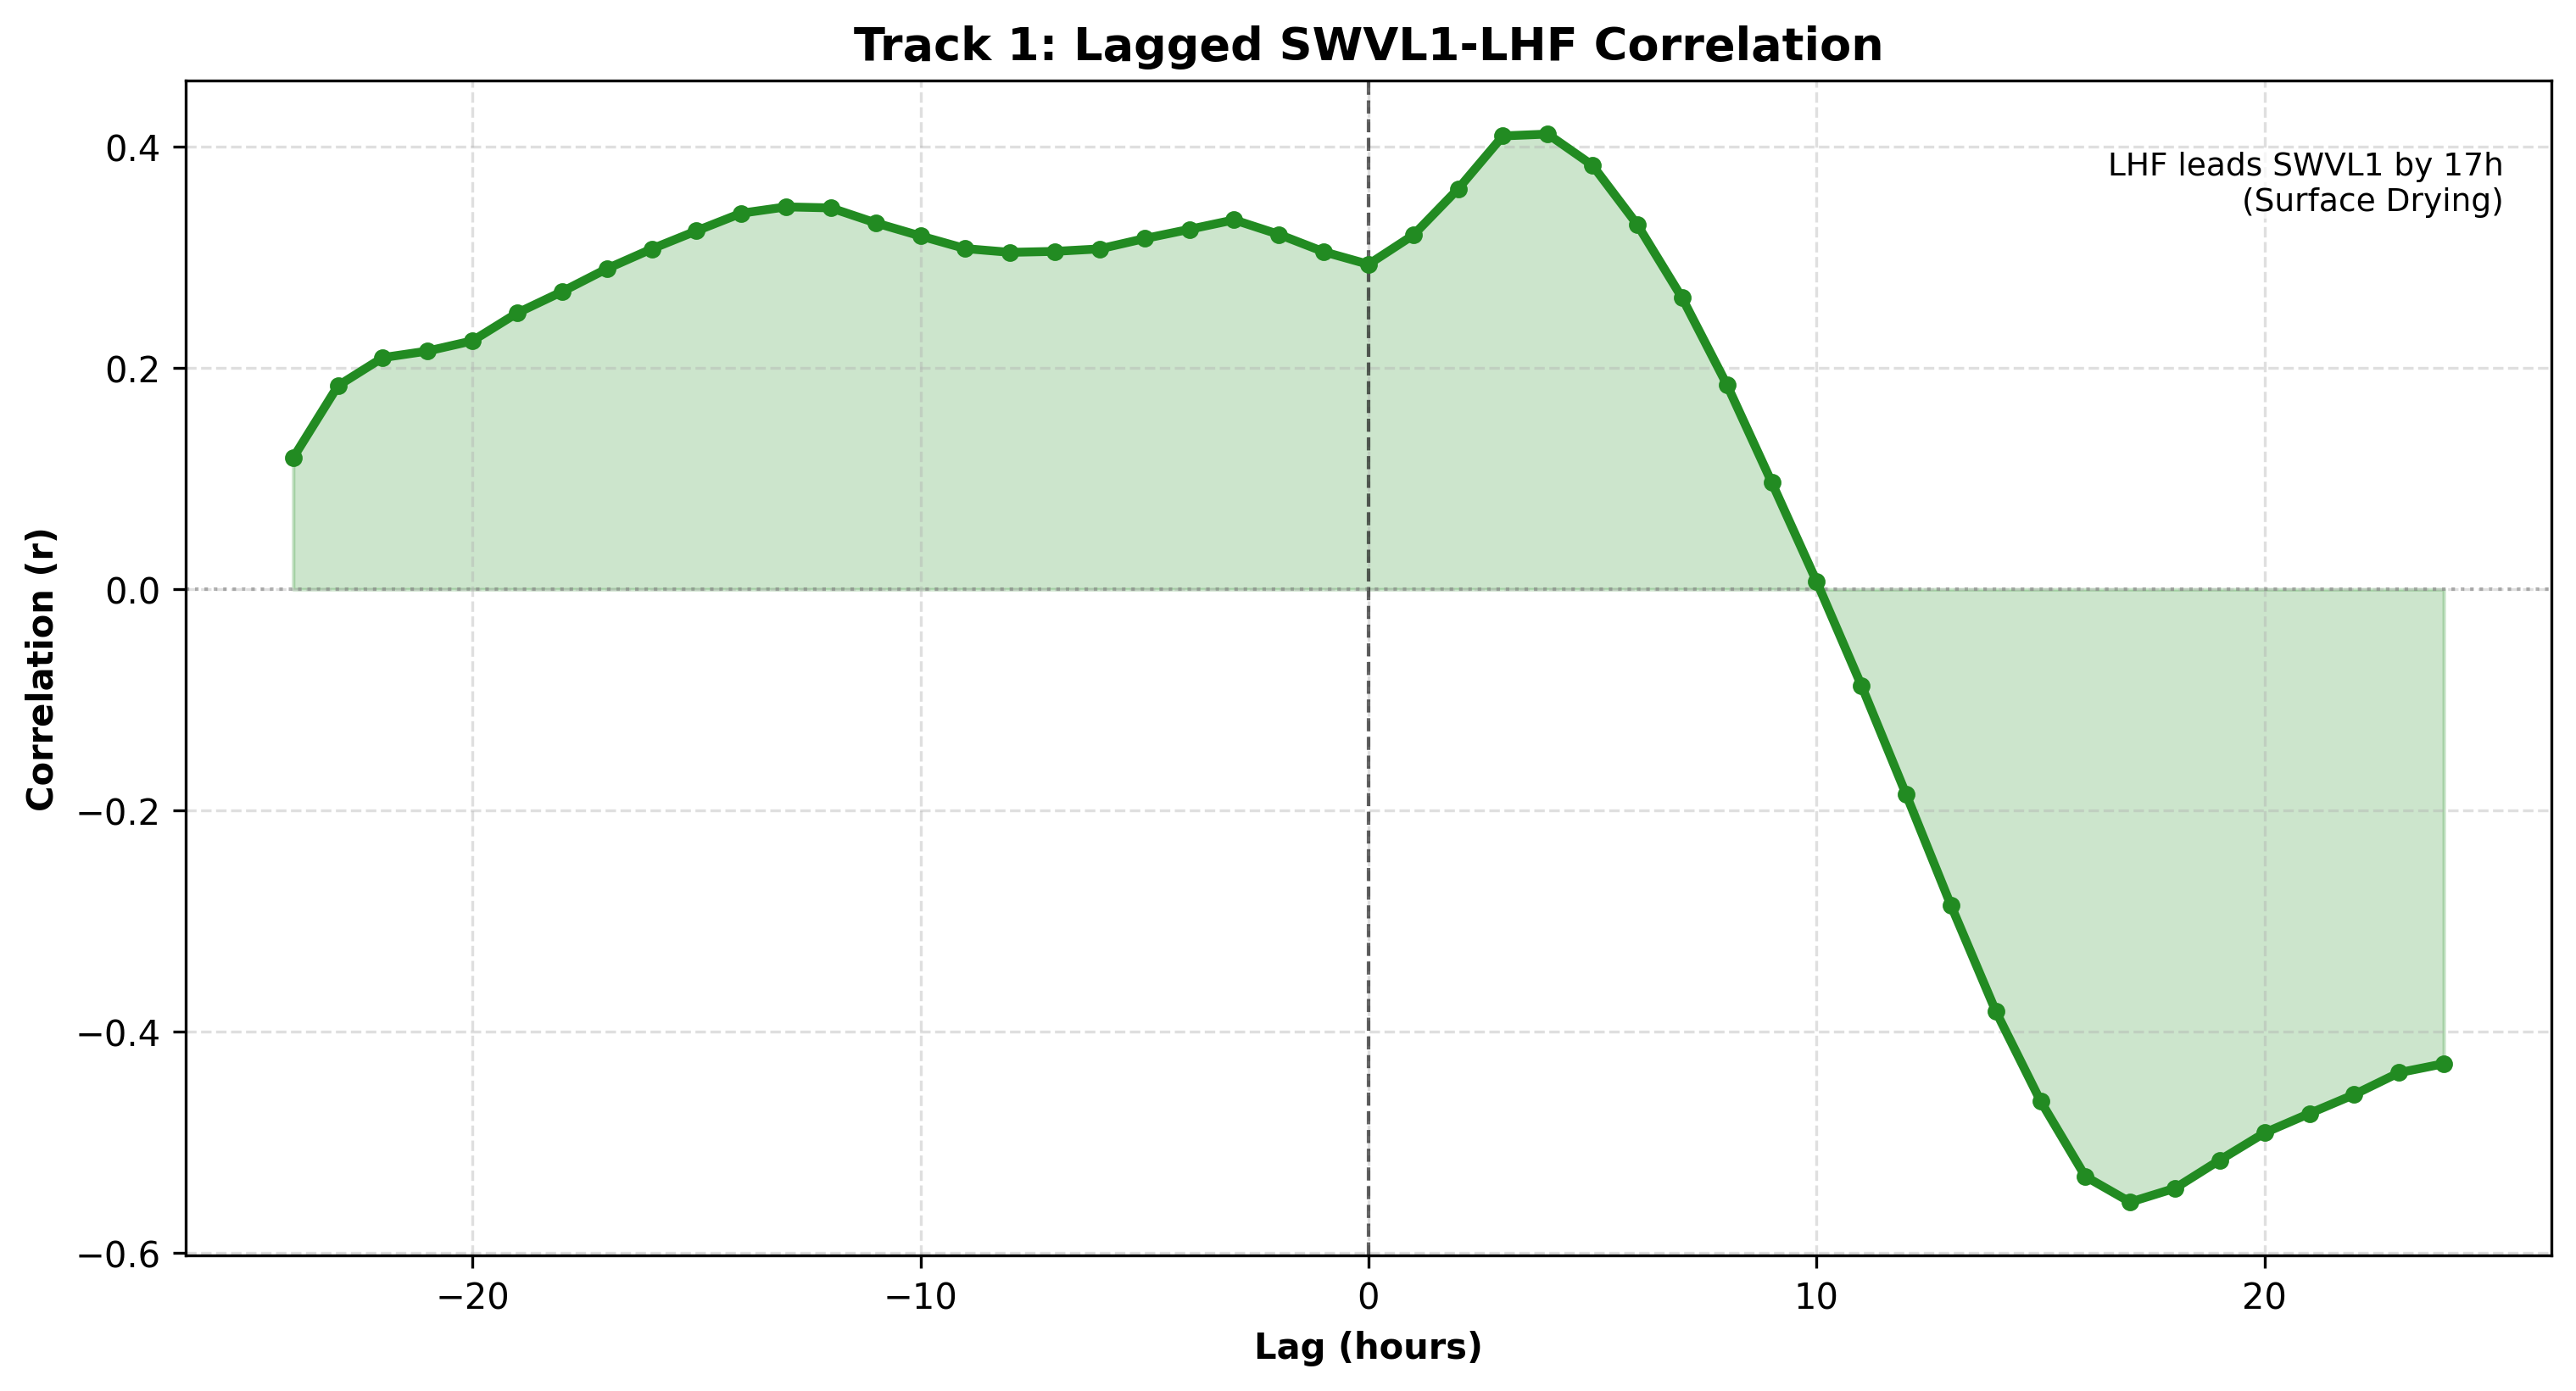 Track 1: Lagged SWVL1-LHF Correlation
LHF leads SWVL1 by 17h
(Surface Drying)
Correlation (r)
0.4
0.2
0.0
−0.2
−0.4
−0.6
−20
−10
0
10
20
Lag (hours)